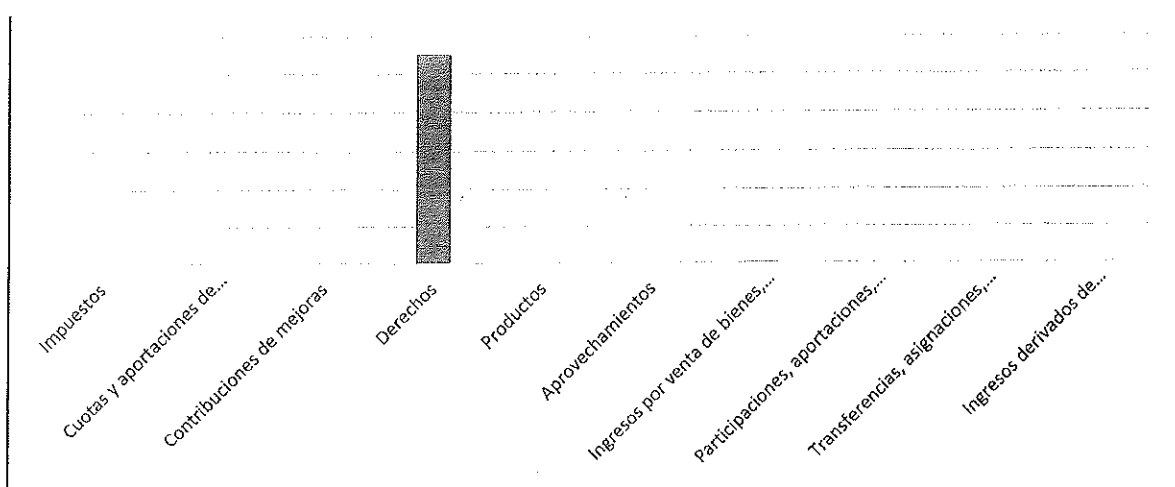 Impuestos
Cuotas y aportaciones de...
Contribuciones de mejoras
Derechos
Productos
Aprovechamientos
Ingresos por venta de bienes,...
Participaciones, aportaciones,...
Transferencias, asignaciones,...
Ingresos derivados de...